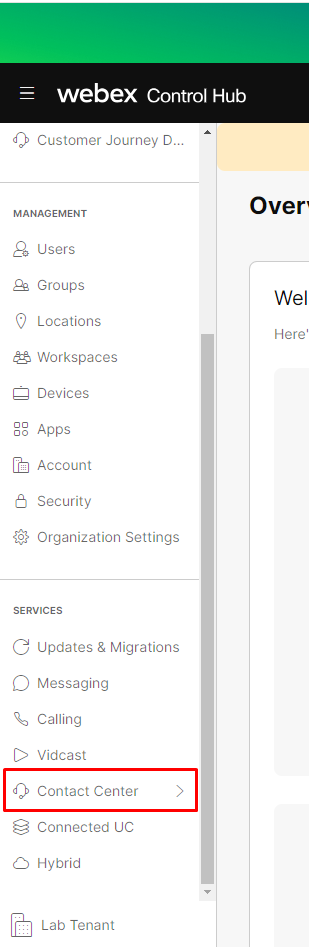 webex Control Hub
Customer Journey D...
MANAGEMENT
Users
Groups
Locations
Workspaces
Devices
Apps
Account
Security
Organization Settings
SERVICES
Updates & Migrations
Messaging
Calling
Vidcast
Contact Center
Connected UC
Hybrid
Lab Tenant
Over
Wel
Here'